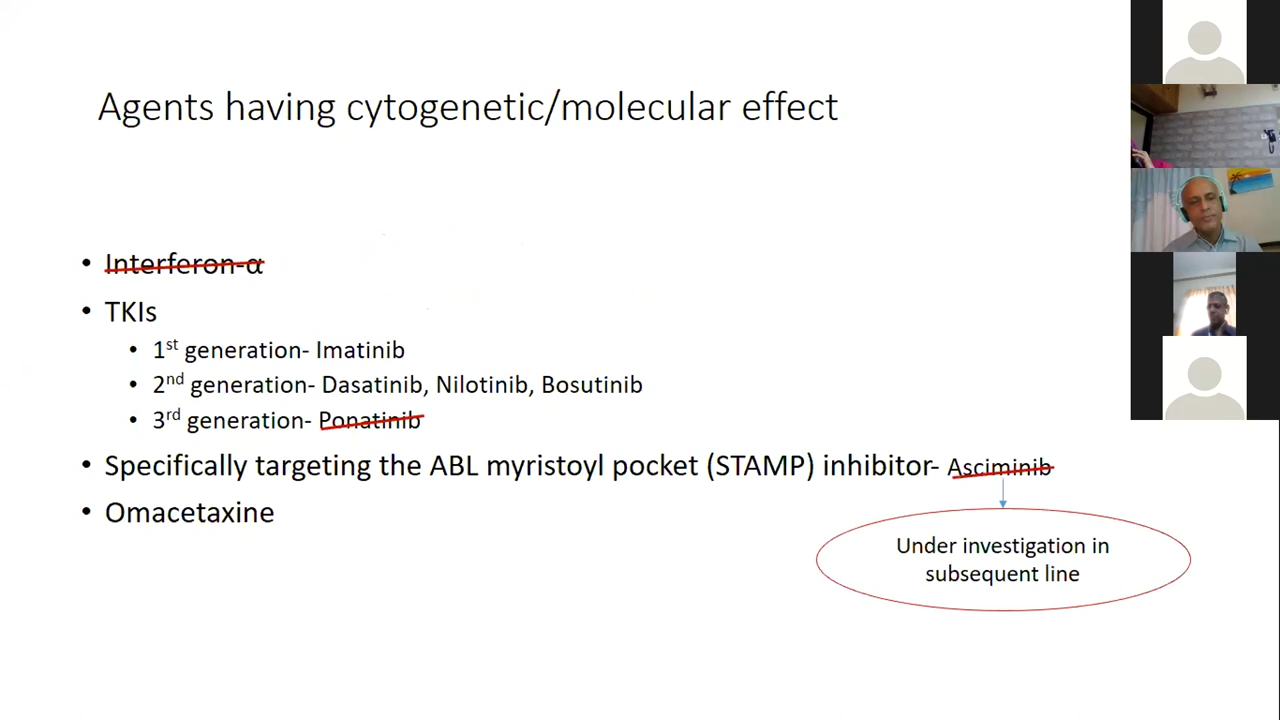 Agents having cytogenetic/molecular effect
• Interferon-α
• TKIs
• 1st generation- Imatinib
• 2nd generation- Dasatinib, Nilotinib, Bosutinib
• 3rd generation- Ponatinib
• Specifically targeting the ABL myristoyl pocket (STAMP) inhibitor- Asciminib
• Omacetaxine
Under investigation in
subsequent line